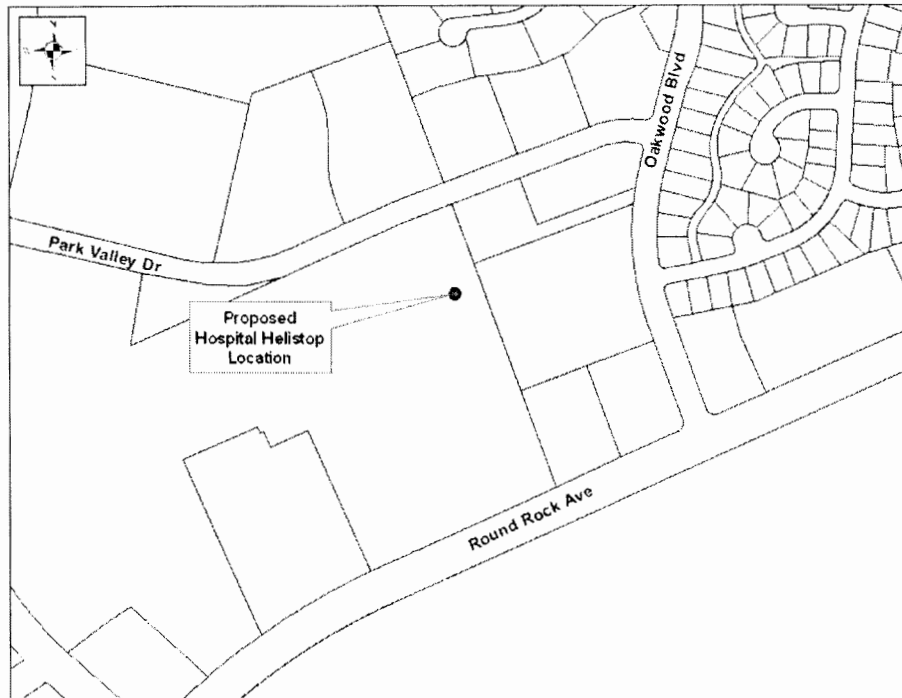 Oakwood Blvd
Park Valley Dr
Proposed
Hospital Helistop
Location
Round Rock Ave